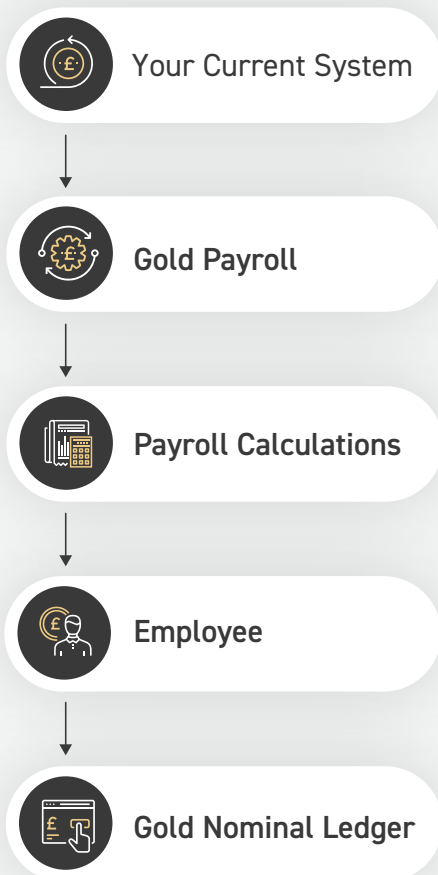 Your Current System
Gold Payroll
Payroll Calculations
Employee
Gold Nominal Ledger